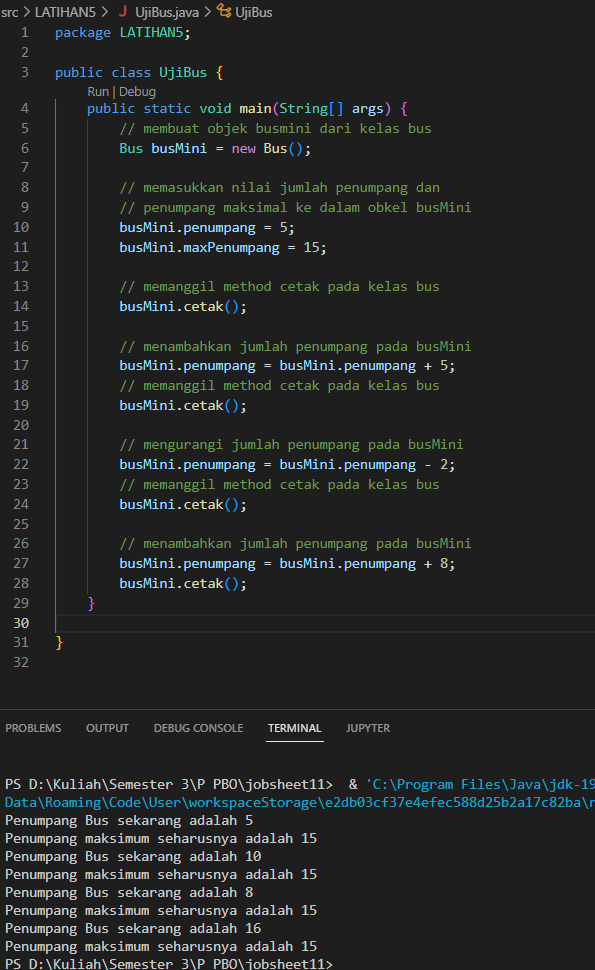 src > LATIHAN5 > J UjiBus.java > UjiBus
1 package LATIHAN5;
2
3 public class UjiBus {
Run | Debug
4 public static void main(String[] args) {
5 // membuat objek busmini dari kelas bus
6 Bus busMini = new Bus();
7
8 // memasukkan nilai jumlah penumpang dan
9 // penumpang maksimal ke dalam obkel busMini
10 busMini.penumpang = 5;
11 busMini.maxPenumpang = 15;
12
13 // memanggil method cetak pada kelas bus
14 busMini.cetak();
15
16 // menambahkan jumlah penumpang pada busMini
17 busMini.penumpang = busMini.penumpang + 5;
18 // memanggil method cetak pada kelas bus
19 busMini.cetak();
20
21 // mengurangi jumlah penumpang pada busMini
22 busMini.penumpang = busMini.penumpang - 2;
23 // memanggil method cetak pada kelas bus
24 busMini.cetak();
25
26 // menambahkan jumlah penumpang pada busMini
27 busMini.penumpang = busMini.penumpang + 8;
28 busMini.cetak();
29 }
30
31 }
32
PROBLEMS OUTPUT DEBUG CONSOLE TERMINAL JUPYTER
PS D:\Kuliah\Semester 3\P PBO\jobsheet11> & 'C:\Program Files\Java\jdk-19
Data\Roaming\Code\User\workspaceStorage\e2db03cf37e4efec588d25b2a17c82ba\r
Penumpang Bus sekarang adalah 5
Penumpang maksimum seharusnya adalah 15
Penumpang Bus sekarang adalah 10
Penumpang maksimum seharusnya adalah 15
Penumpang Bus sekarang adalah 8
Penumpang maksimum seharusnya adalah 15
Penumpang Bus sekarang adalah 16
Penumpang maksimum seharusnya adalah 15
PS D:\Kuliah\Semester 3\P PBO\jobsheet11>